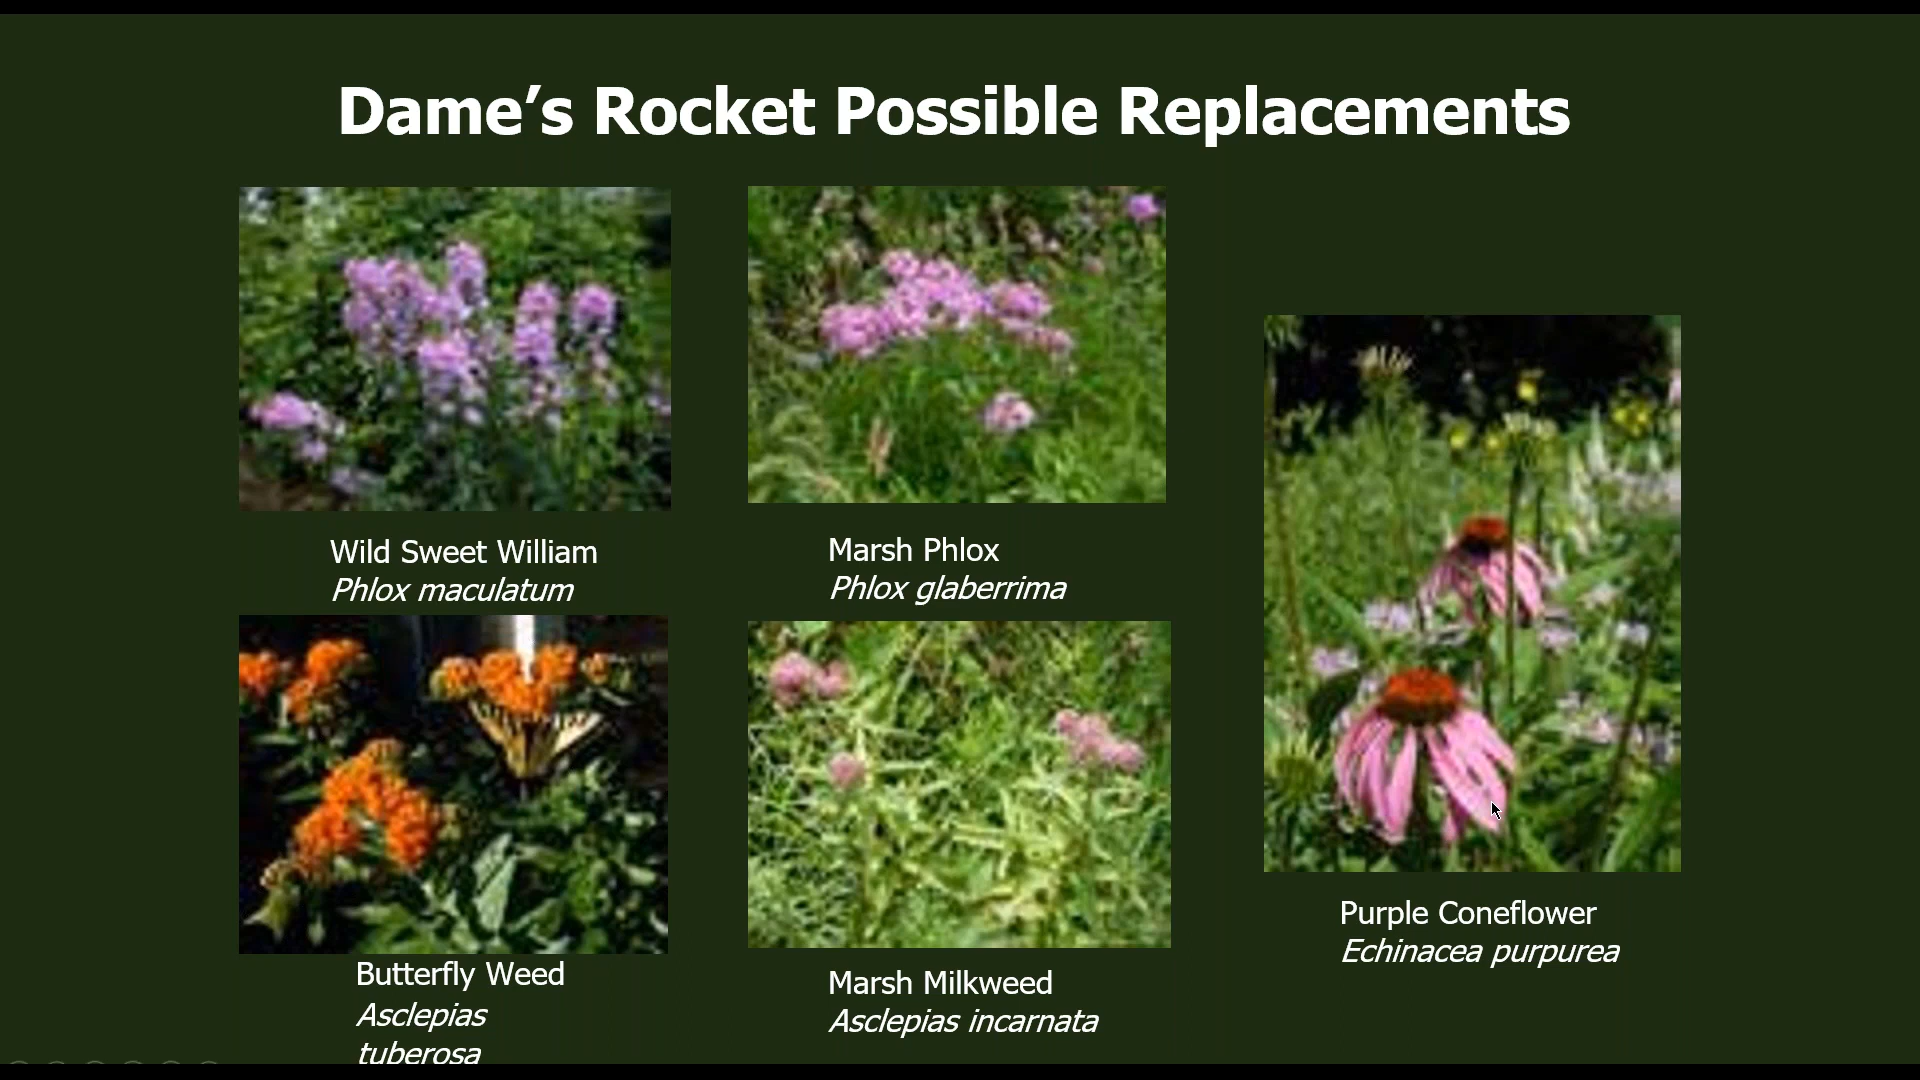 Dame’s Rocket Possible Replacements
Wild Sweet William
Phlox maculatum
Marsh Phlox
Phlox glaberrima
Butterfly Weed
Asclepias
tuberosa
Marsh Milkweed
Asclepias incarnata
Purple Coneflower
Echinacea purpurea